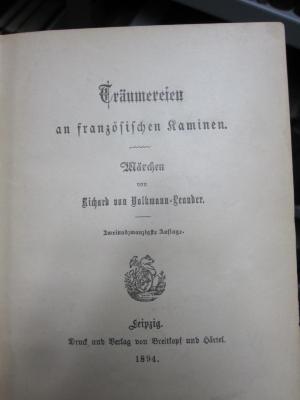 Träumereien
an französischen Kaminen.
Märchen
von
Richard von Volkmann-Leander.
Zweiundzwanzigste Auflage.
Leipzig.
Druck und Verlag von Breitkopf und Härtel.
1894.